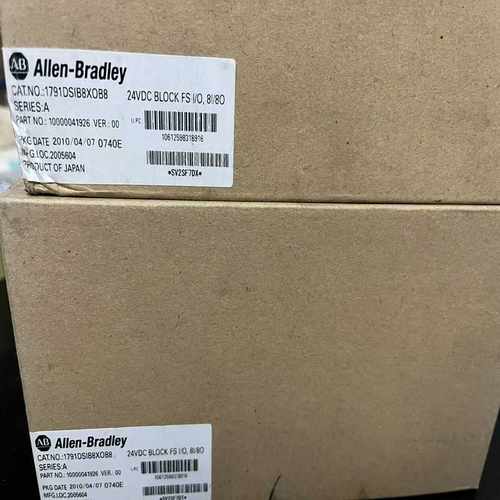 AB Allen-Bradley
CAT.NO.:1791DSIB8XOB8 24VDC BLOCK FS I/O, 8I/8O
SERIES:A
PART NO.: 10000041926 VER.: 00 U.P.C
10612598318916
PKG DATE 2010/04/07 0740E
MFG.LOC.2005604
PRODUCT OF JAPAN *SV2SF7DX*
AB Allen-Bradley
CAT.NO.:1791DSIB8XOB8 24VDC BLOCK FS I/O, 8I/8O
SERIES:A
PART NO.: 10000041926 VER.: 00
10612598318916
PKG DATE 2010/04/07 0740E
MFG.LOC.2005604